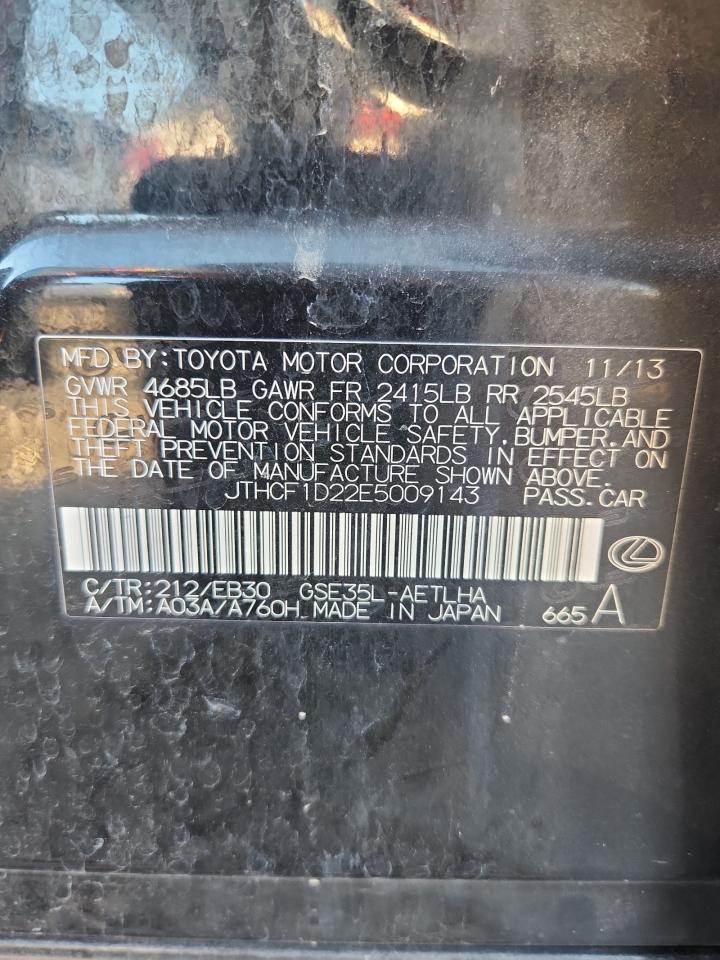 MFD. BY: TOYOTA MOTOR CORPORATION 11/13
GVWR 4685LB GAWR FR 2415LB RR 2545LB
THIS VEHICLE CONFORMS TO ALL APPLICABLE
FEDERAL MOTOR VEHICLE SAFETY, BUMPER, AND
THEFT PREVENTION STANDARDS IN EFFECT ON
THE DATE OF MANUFACTURE SHOWN ABOVE.
JTHCF1D22E5009143 PASS. CAR
C/TR: 212/EB30 GSE35L-AETLHA
A/TM: A03A/A760H MADE IN JAPAN 665 A